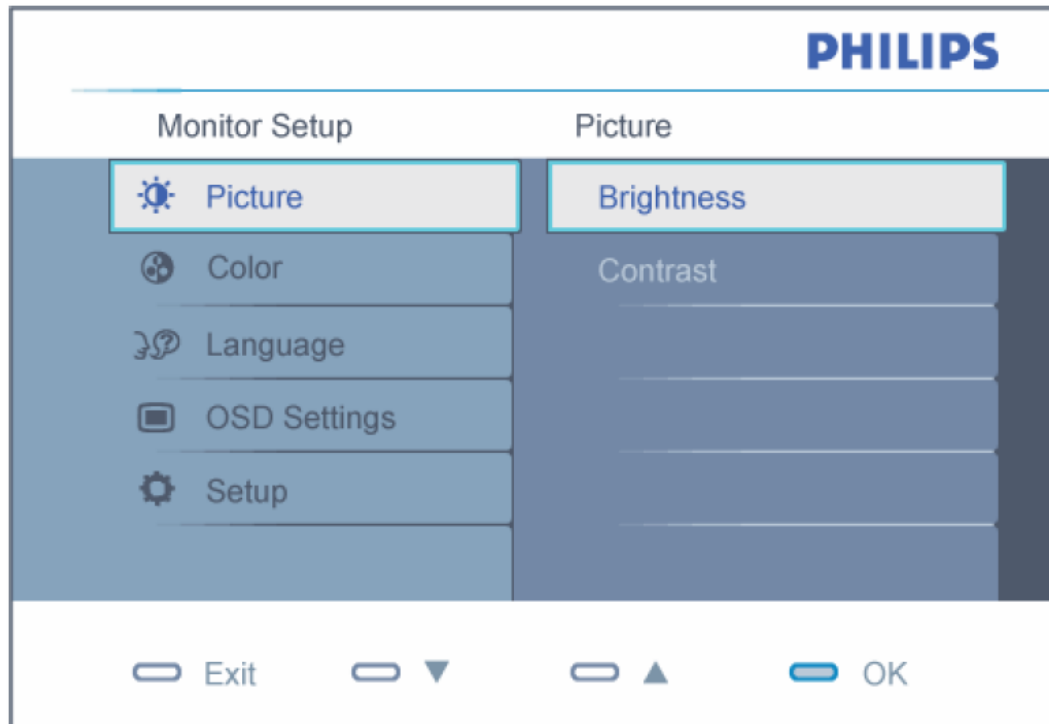 PHILIPS
Monitor Setup
Picture
Picture
Brightness
Color
Contrast
Language
OSD Settings
Setup
Exit ▼ ▲ OK